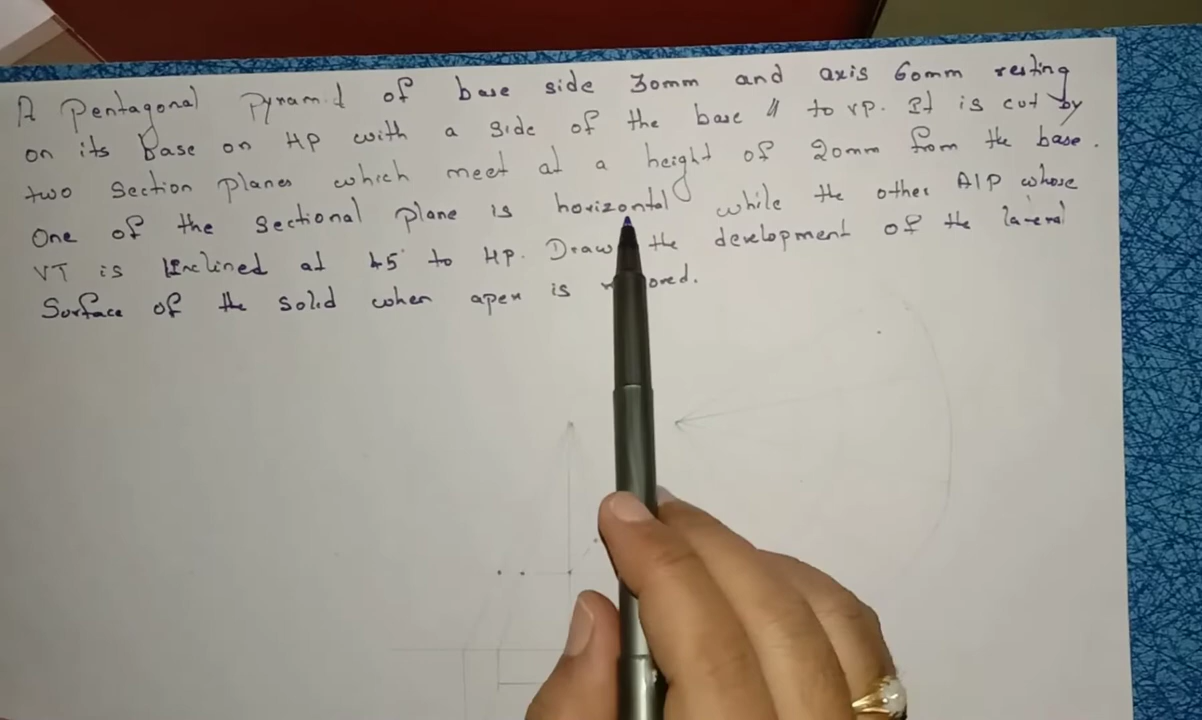 A Pentagonal Pyramid of base side 30mm and axis 60mm resting
on its base on HP with a side of the base || to VP. It is cut by
two section planes which meet at a height of 20mm from the base.
One of the sectional plane is horizontal while the other AIP whose
VT is Inclined at 45° to HP. Draw the development of the lateral
Surface of the solid when apex is